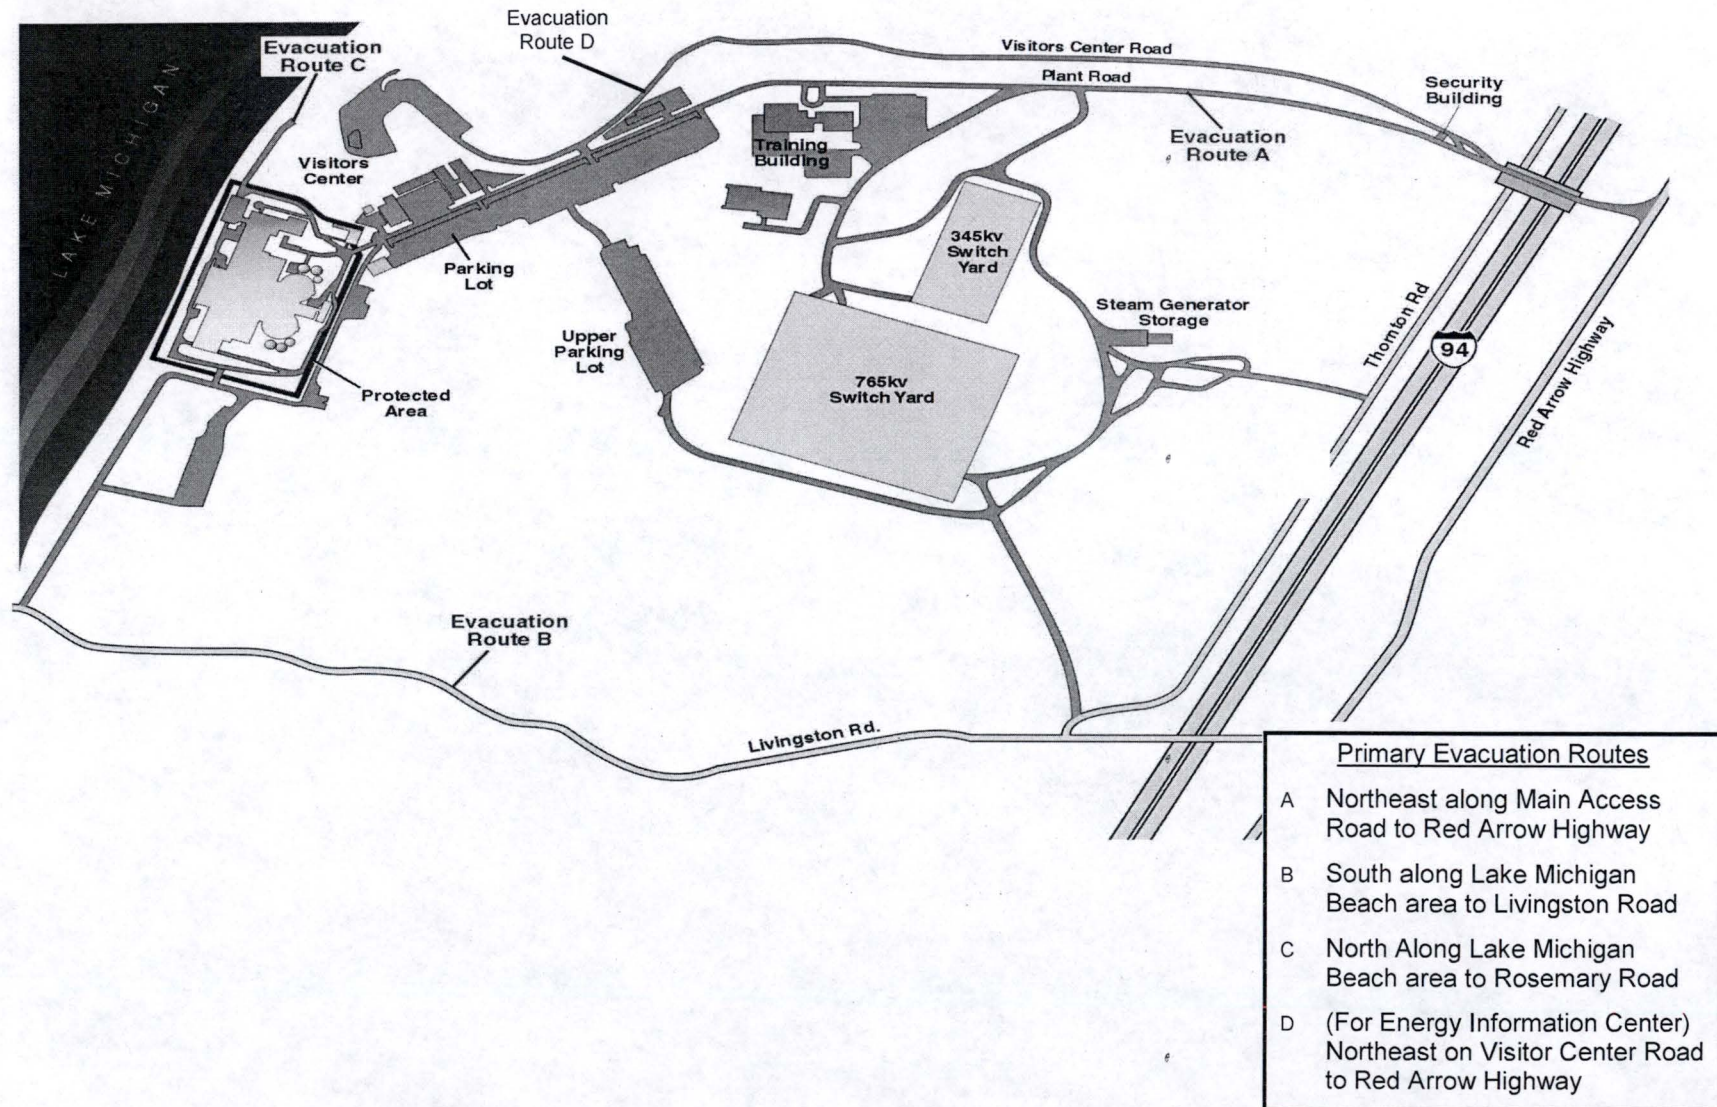 Evacuation
Route D
Evacuation
Route C
Visitors Center Road
Plant Road
Security
Building
LAKE MICHIGAN
Evacuation
Route A
Training
Building
Visitors
Center
345kv
Switch
Yard
Parking
Lot
Steam Generator
Storage
Thornton Rd
Upper
Parking
Lot
94
Red Arrow Highway
765kv
Switch Yard
Protected
Area
Evacuation
Route B
Livingston Rd.
Primary Evacuation Routes
A Northeast along Main Access
Road to Red Arrow Highway
B South along Lake Michigan
Beach area to Livingston Road
C North Along Lake Michigan
Beach area to Rosemary Road
D (For Energy Information Center)
Northeast on Visitor Center Road
to Red Arrow Highway